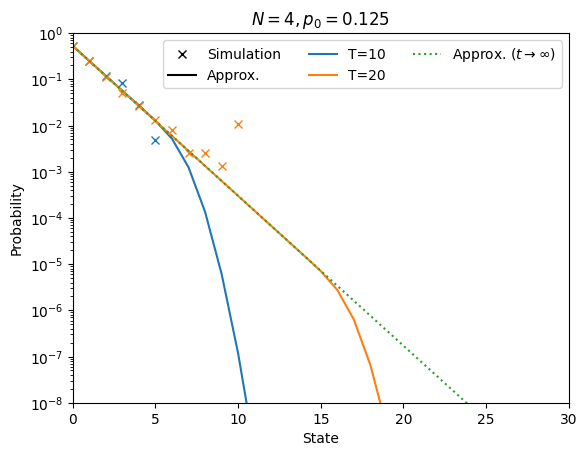 N = 4, p₀ = 0.125
Simulation
Approx.
T=10
T=20
Approx. (t → ∞)
Probability
10⁰
10⁻¹
10⁻²
10⁻³
10⁻⁴
10⁻⁵
10⁻⁶
10⁻⁷
10⁻⁸
0 5 10 15 20 25 30
State